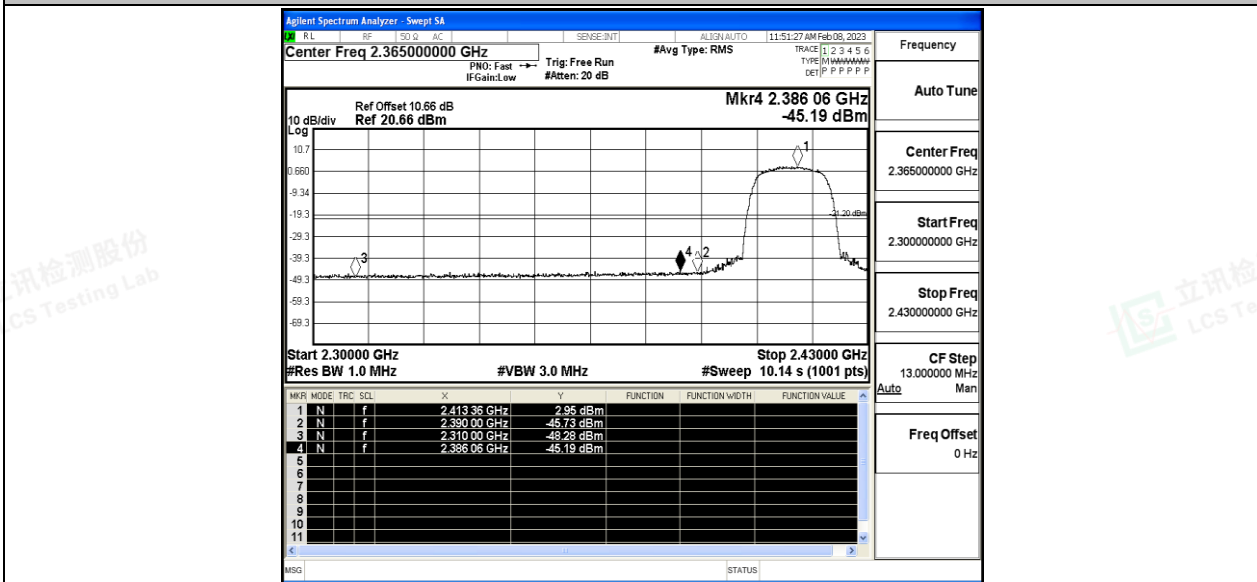 Agilent Spectrum Analyzer - Swept SA
RL RF 50 Ω AC SENSE:INT ALIGN AUTO 11:51:27 AM Feb 08, 2023
Center Freq 2.365000000 GHz #Avg Type: RMS TRACE 1 2 3 4 5 6
PNO: Fast Trig: Free Run TYPE M WWWWW
IFGain:Low #Atten: 20 dB DET P P P P P P
Mkr4 2.386 06 GHz
Ref Offset 10.66 dB
10 dB/div Ref 20.66 dBm -45.19 dBm
Log
10.7
0.660
-9.34
-19.3
-21.20 dBm
-29.3
-39.3
-49.3
-59.3
-69.3
1
2
3
4
Start 2.30000 GHz Stop 2.43000 GHz
#Res BW 1.0 MHz #VBW 3.0 MHz #Sweep 10.14 s (1001 pts)
MKR MODE TRC SCL X Y FUNCTION FUNCTION WIDTH FUNCTION VALUE
1 N f 2.413 36 GHz 2.95 dBm
2 N f 2.390 00 GHz -45.73 dBm
3 N f 2.310 00 GHz -48.28 dBm
4 N f 2.386 06 GHz -45.19 dBm
5
6
7
8
9
10
11
MSG STATUS
Frequency
Auto Tune
Center Freq
2.365000000 GHz
Start Freq
2.300000000 GHz
Stop Freq
2.430000000 GHz
CF Step
13.000000 MHz
Auto Man
Freq Offset
0 Hz
讯检测股份
LCS Testing Lab
立讯检
LCS Te